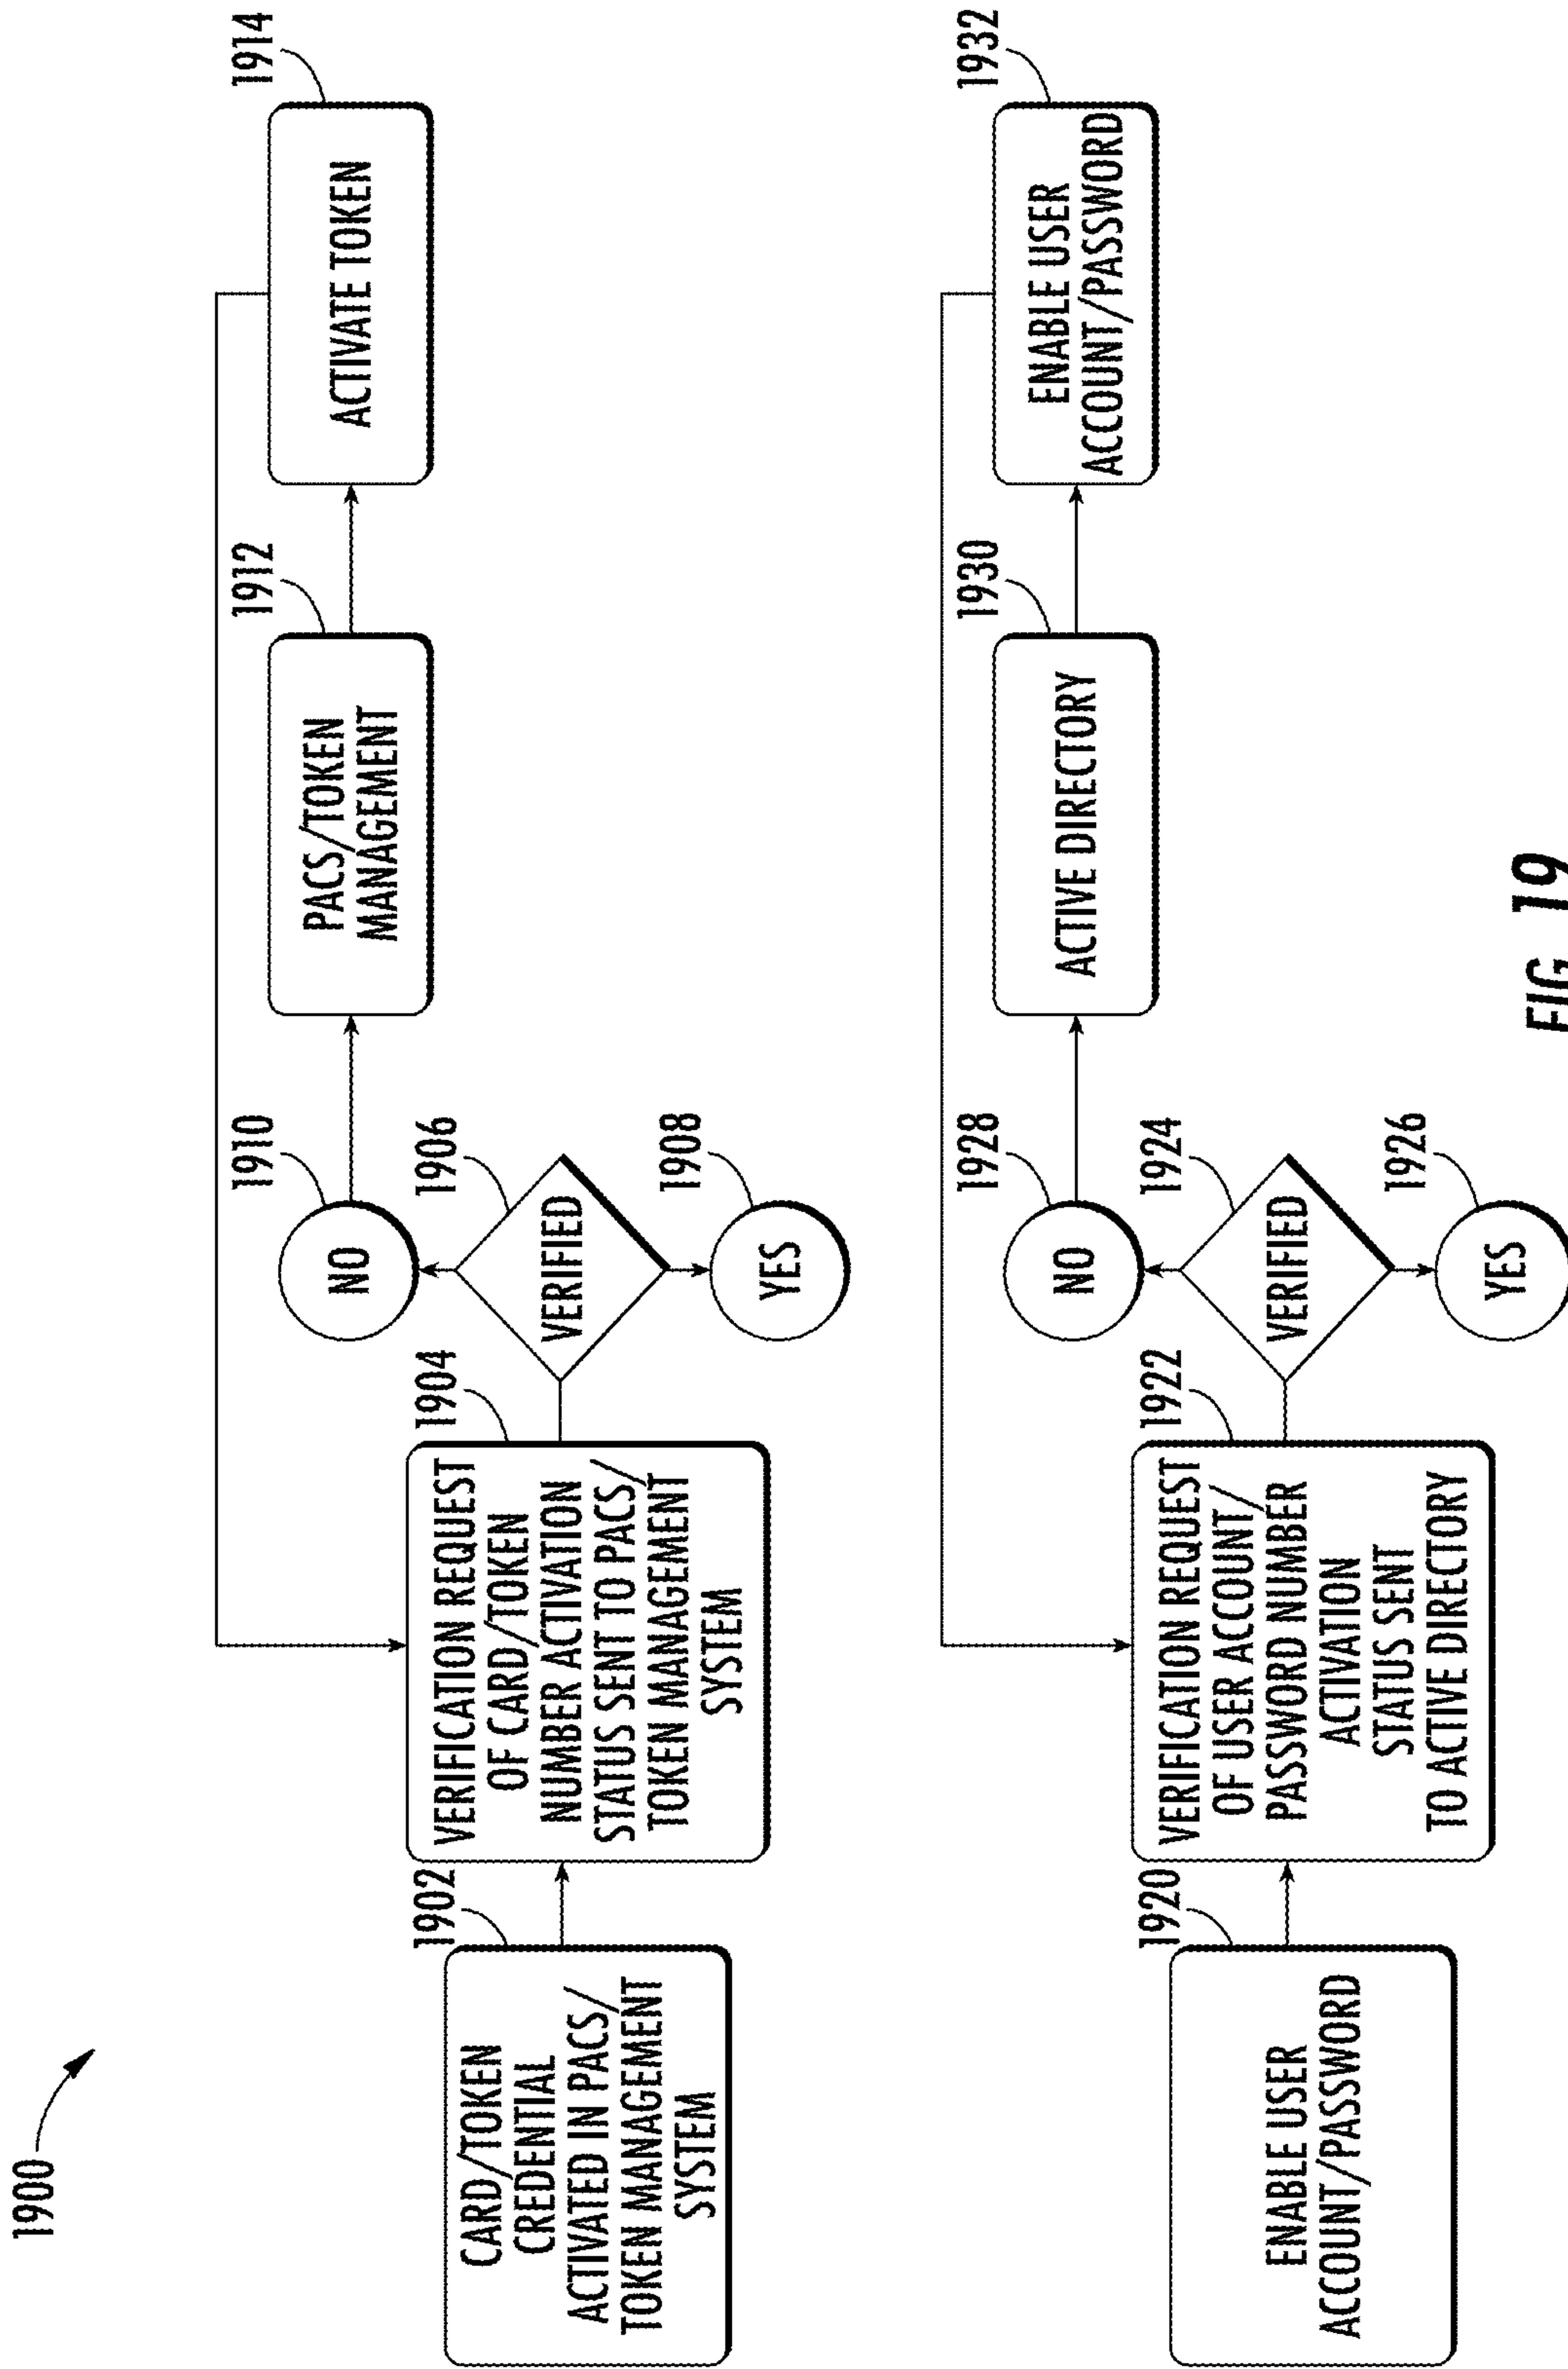 1900
1902
CARD/TOKEN
CREDENTIAL
ACTIVATED IN PACS/
TOKEN MANAGEMENT
SYSTEM
1904
VERIFICATION REQUEST
OF CARD/TOKEN
NUMBER ACTIVATION
STATUS SENT TO PACS/
TOKEN MANAGEMENT
SYSTEM
1906
VERIFIED
1908
YES
1910
NO
1912
PACS/TOKEN
MANAGEMENT
1914
ACTIVATE TOKEN
1920
ENABLE USER
ACCOUNT/PASSWORD
1922
VERIFICATION REQUEST
OF USER ACCOUNT/
PASSWORD NUMBER
ACTIVATION
STATUS SENT
TO ACTIVE DIRECTORY
1924
VERIFIED
1926
YES
1928
NO
1930
ACTIVE DIRECTORY
1932
ENABLE USER
ACCOUNT/PASSWORD
FIG. 19